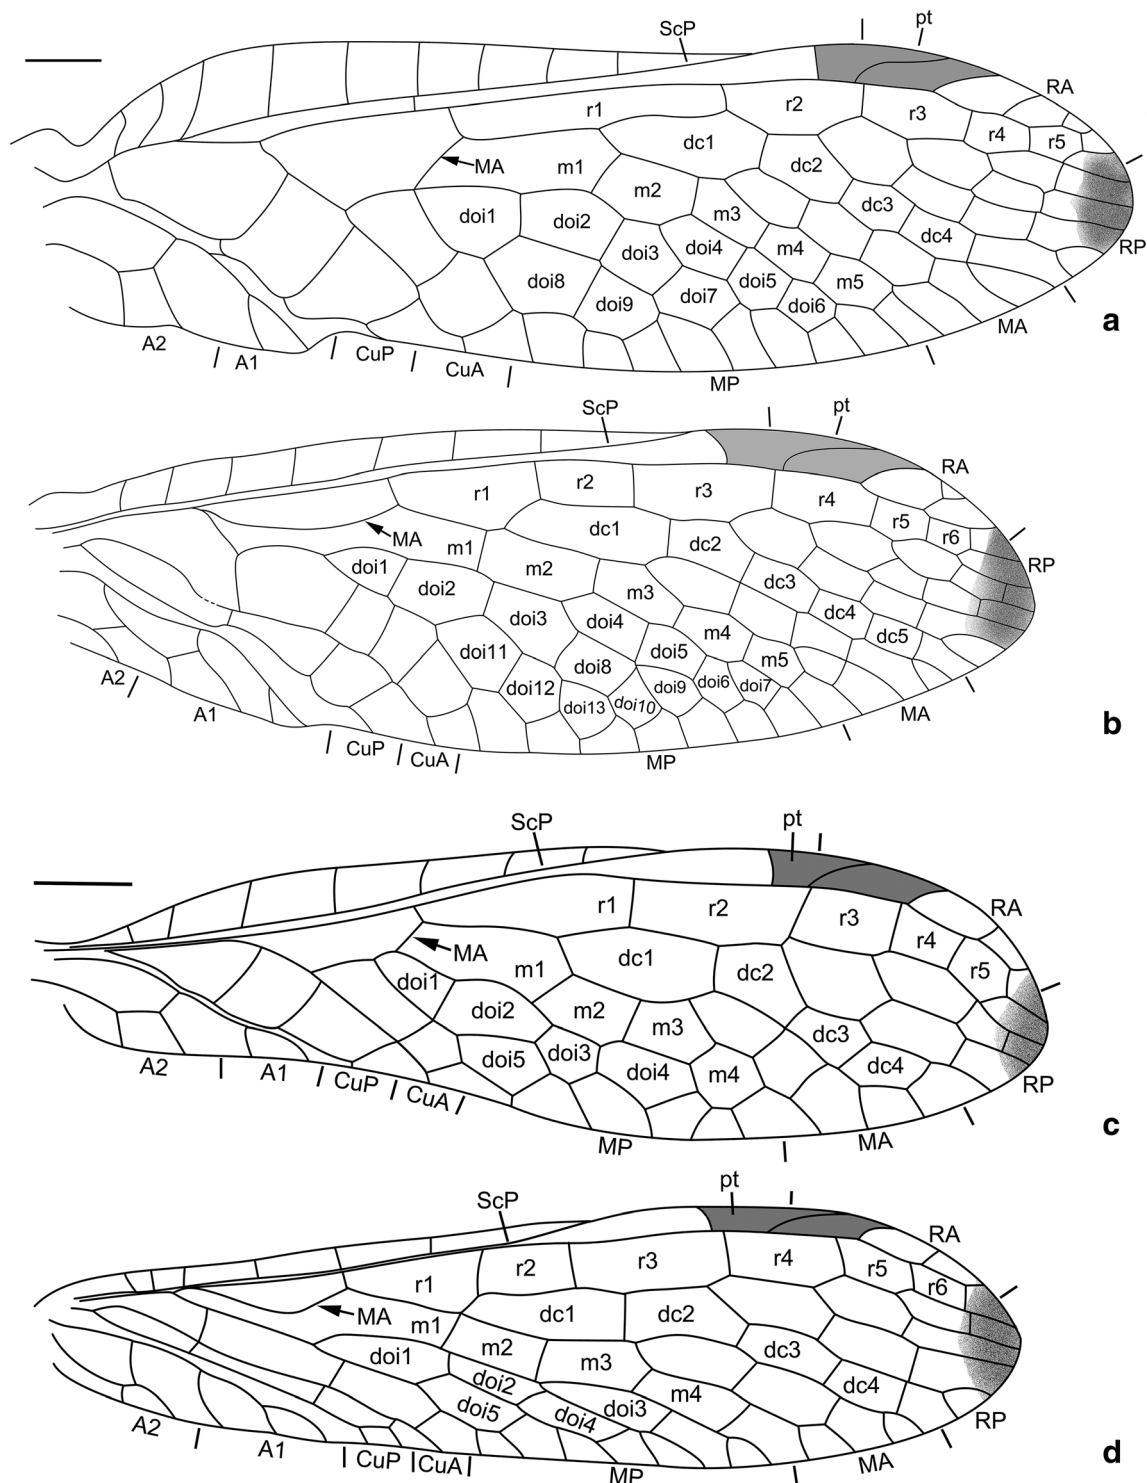 ScP
pt
RA
r1
r2
r3
r4
r5
MA
m1
dc1
dc2
m2
m3
dc3
dc4
doi1
doi2
doi3
doi4
m4
RP
doi8
doi9
doi7
doi5
doi6
m5
MA
a
A2
A1
CuP
CuA
MP
ScP
pt
RA
r1
r2
r3
r4
r5
r6
MA
m1
dc1
dc2
RP
doi1
doi2
m2
m3
dc3
dc4
dc5
doi3
doi4
m4
doi11
doi8
doi5
m5
doi12
doi9
doi6
doi7
doi13
doi10
A2
A1
MA
CuP
CuA
MP
b
ScP
pt
RA
r1
r2
r3
r4
r5
MA
m1
dc1
dc2
doi1
doi2
m2
m3
dc3
doi5
doi3
doi4
m4
dc4
A2
A1
CuP
CuA
RP
MP
MA
c
ScP
pt
RA
r1
r2
r3
r4
r5
r6
MA
m1
dc1
dc2
doi1
m2
m3
dc3
doi2
m4
dc4
doi5
doi4
doi3
A2
A1
RP
CuP
CuA
MP
MA
d